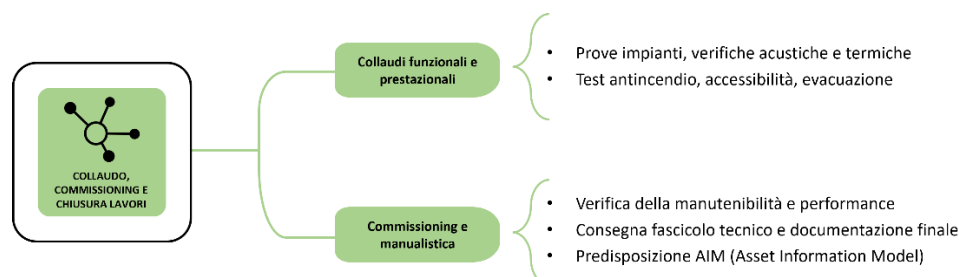 COLLAUDO,
COMMISSIONING E
CHIUSURA LAVORI
Collaudi funzionali e
prestazionali
• Prove impianti, verifiche acustiche e termiche
• Test antincendio, accessibilità, evacuazione
Commissioning e
manualistica
• Verifica della manutenibilità e performance
• Consegna fascicolo tecnico e documentazione finale
• Predisposizione AIM (Asset Information Model)